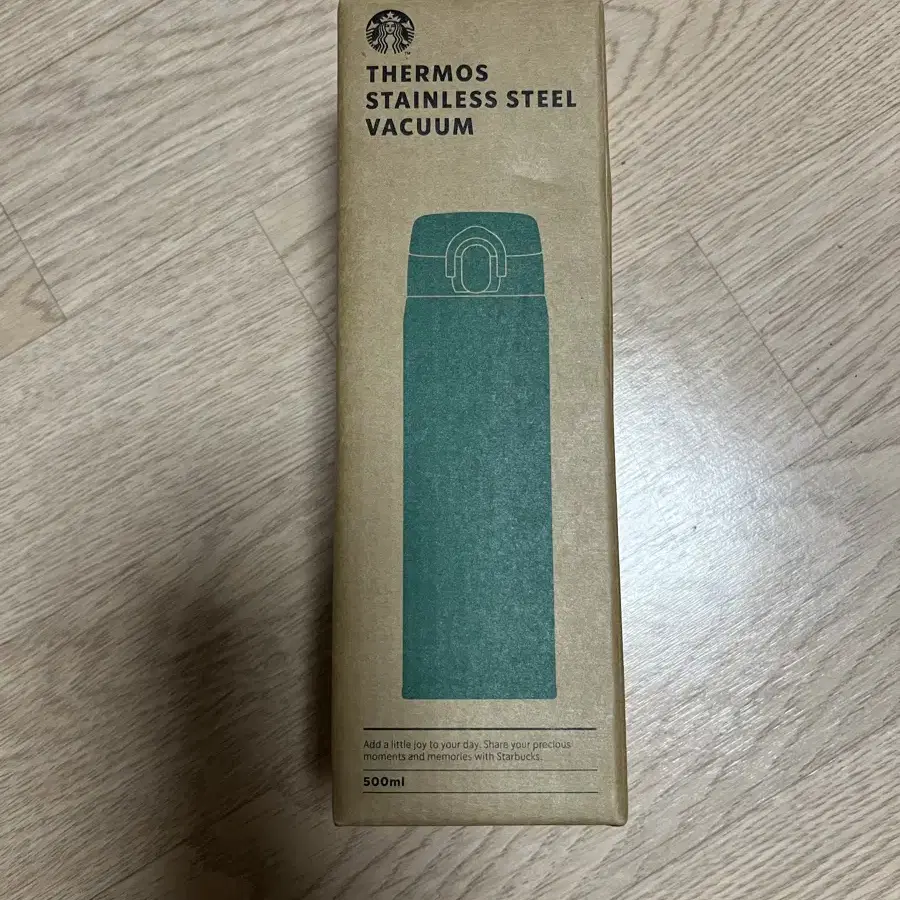 THERMOS
STAINLESS STEEL
VACUUM
Add a little joy to your day. Share your precious
moments and memories with Starbucks.
500ml